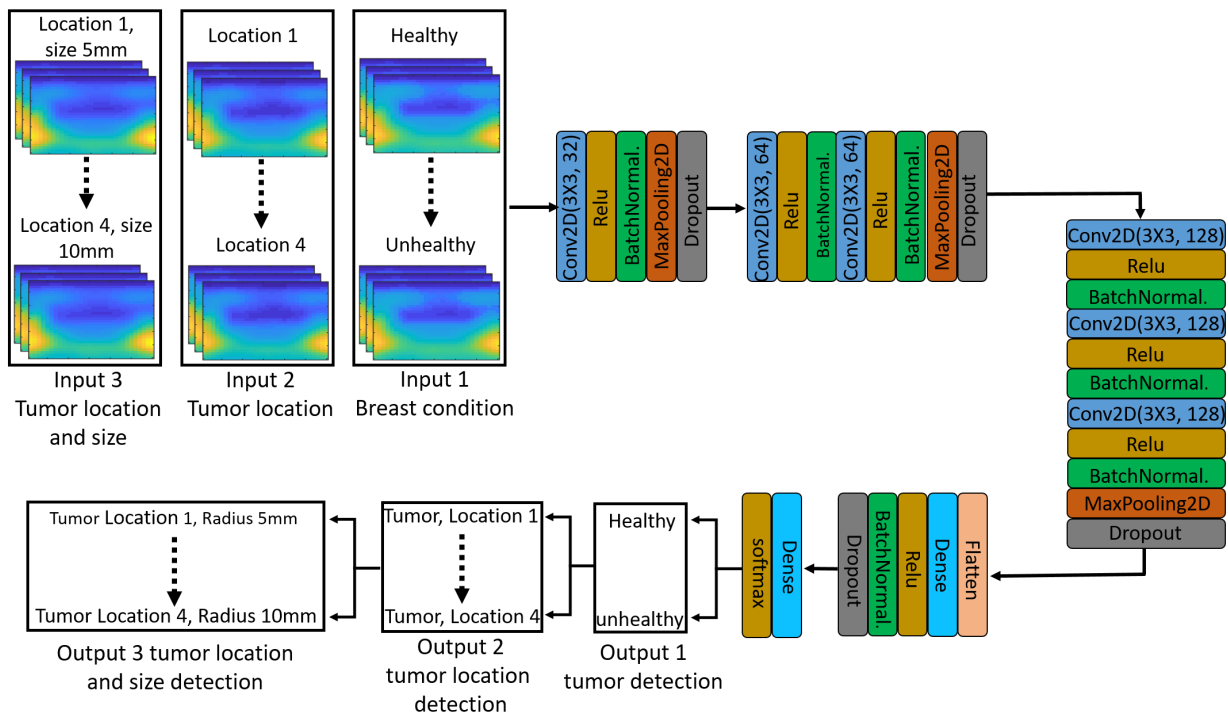 Location 1,
size 5mm
Location 4, size
10mm
Input 3
Tumor location
and size
Location 1
Location 4
Input 2
Tumor location
Healthy
Unhealthy
Input 1
Breast condition
Conv2D(3X3, 32)
Relu
BatchNormal.
MaxPooling2D
Dropout
Conv2D(3X3, 64)
Relu
BatchNormal.
Conv2D(3X3, 64)
Relu
BatchNormal.
MaxPooling2D
Dropout
Conv2D(3X3, 128)
Relu
BatchNormal.
Conv2D(3X3, 128)
Relu
BatchNormal.
Conv2D(3X3, 128)
Relu
BatchNormal.
MaxPooling2D
Dropout
Flatten
Dense
Relu
BatchNormal.
Dropout
Dense
softmax
Healthy
unhealthy
Output 1
tumor detection
Tumor, Location 1
Tumor, Location 4
Output 2
tumor location
detection
Tumor Location 1, Radius 5mm
Tumor Location 4, Radius 10mm
Output 3 tumor location
and size detection